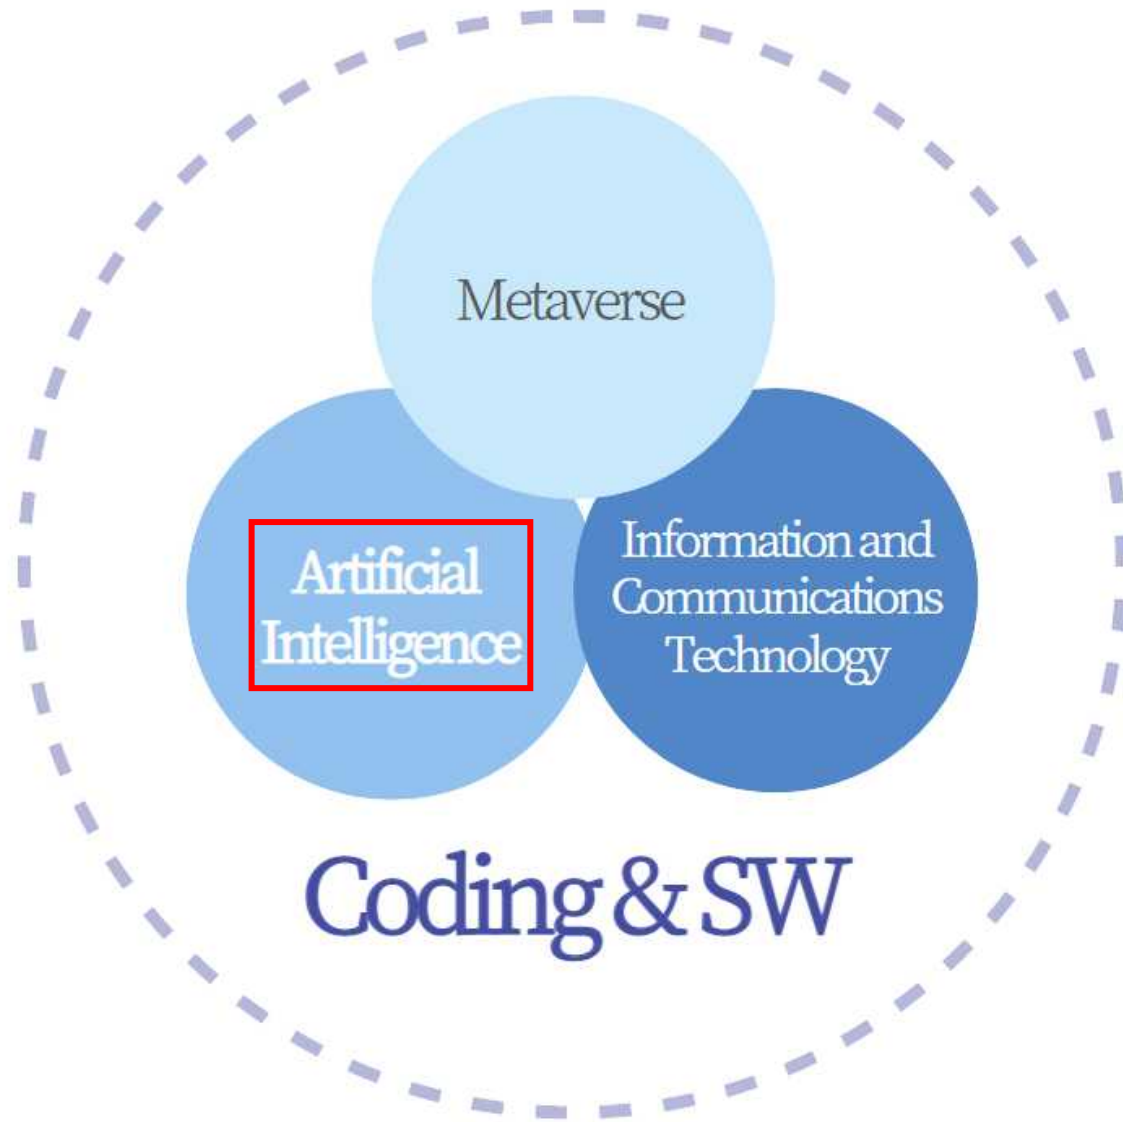 Metaverse
Artificial
Intelligence
Information and
Communications
Technology
Coding & SW